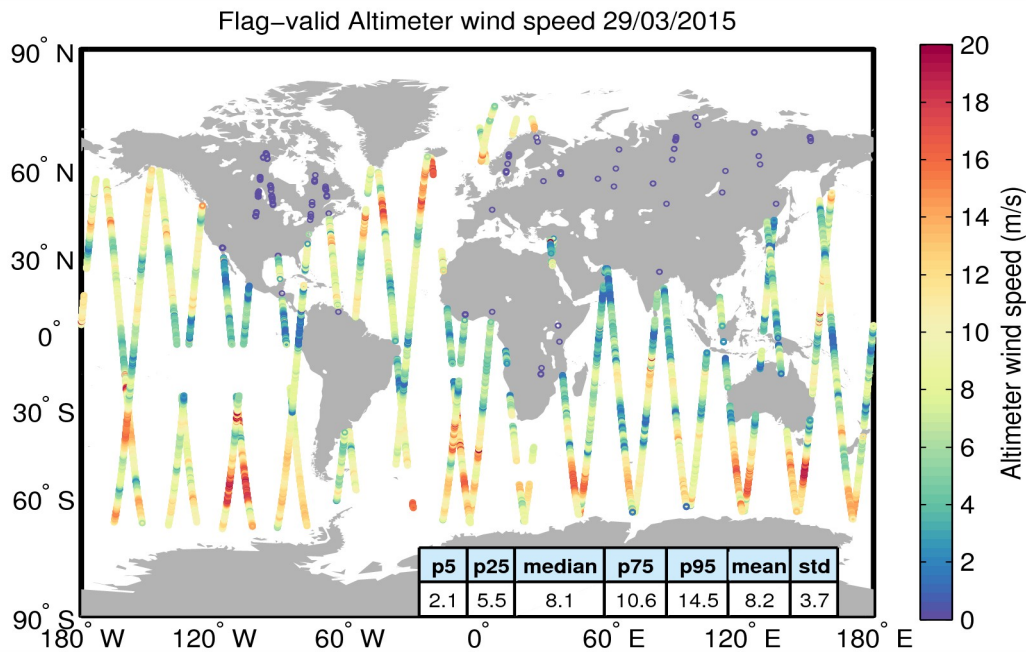 Flag-valid Altimeter wind speed 29/03/2015
90° N
60° N
30° N
0°
30° S
60° S
90° S
180° W
120° W
60° W
0°
60° E
120° E
180° E
p5 p25 median p75 p95 mean std
2.1 5.5 8.1 10.6 14.5 8.2 3.7
20
18
16
14
12
10
8
6
4
2
0
Altimeter wind speed (m/s)